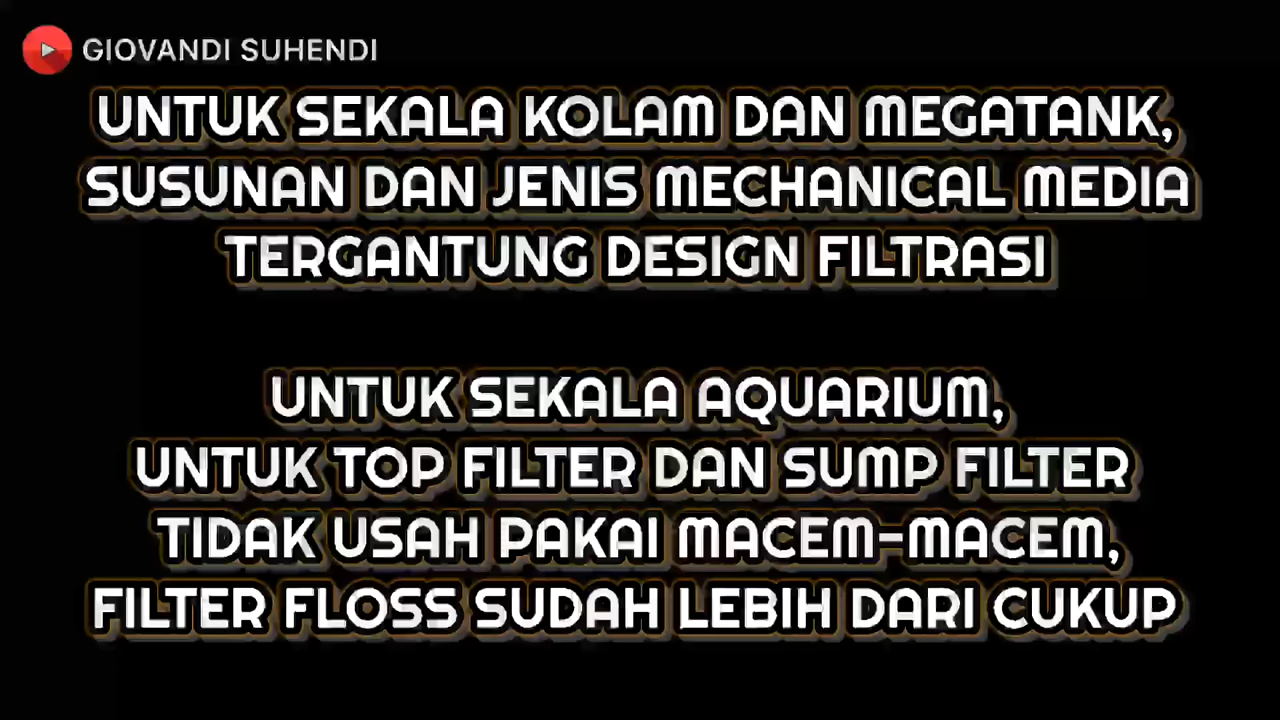 GIOVANDI SUHENDI
UNTUK SEKALA KOLAM DAN MEGATANK,
SUSUNAN DAN JENIS MECHANICAL MEDIA
TERGANTUNG DESIGN FILTRASI
UNTUK SEKALA AQUARIUM,
UNTUK TOP FILTER DAN SUMP FILTER
TIDAK USAH PAKAI MACEM-MACEM,
FILTER FLOSS SUDAH LEBIH DARI CUKUP